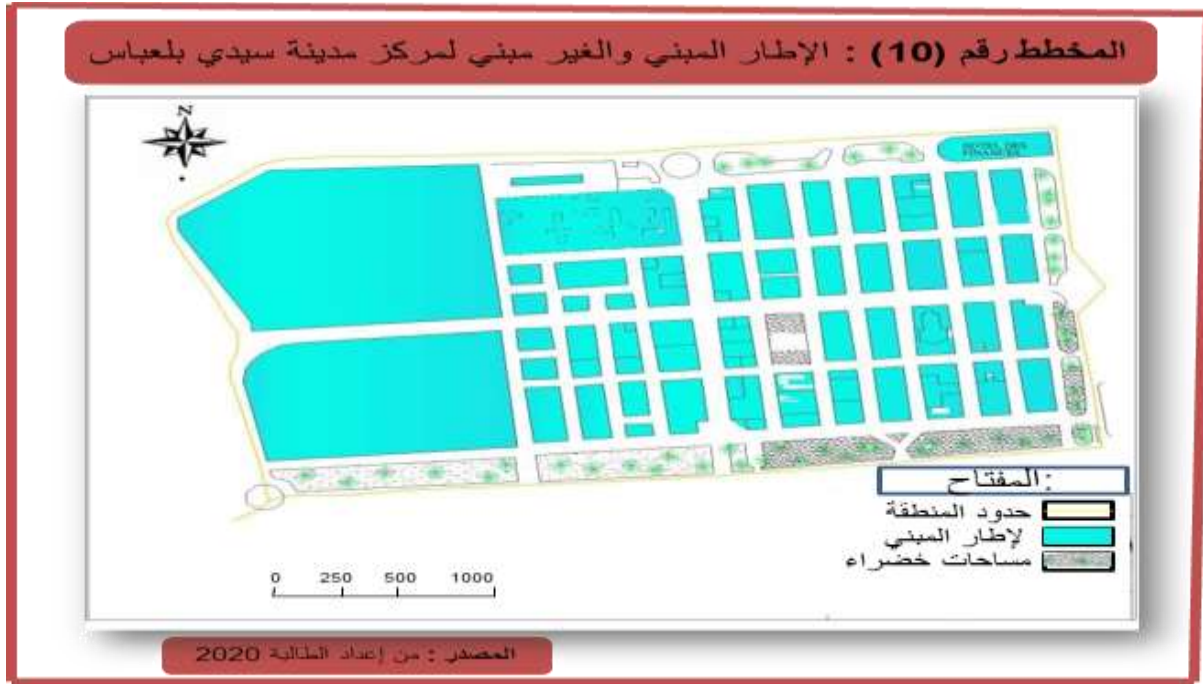 المخطط رقم (10) : الإطار المبني والغير مبني لمركز مدينة سيدي بلعباس
N
HOTEL DES
FINANCES
المفتاح:
حدود المنطقة
لإطار المبني
مساحات خضراء
0 250 500 1000
المصدر : من إعداد الطالبة 2020